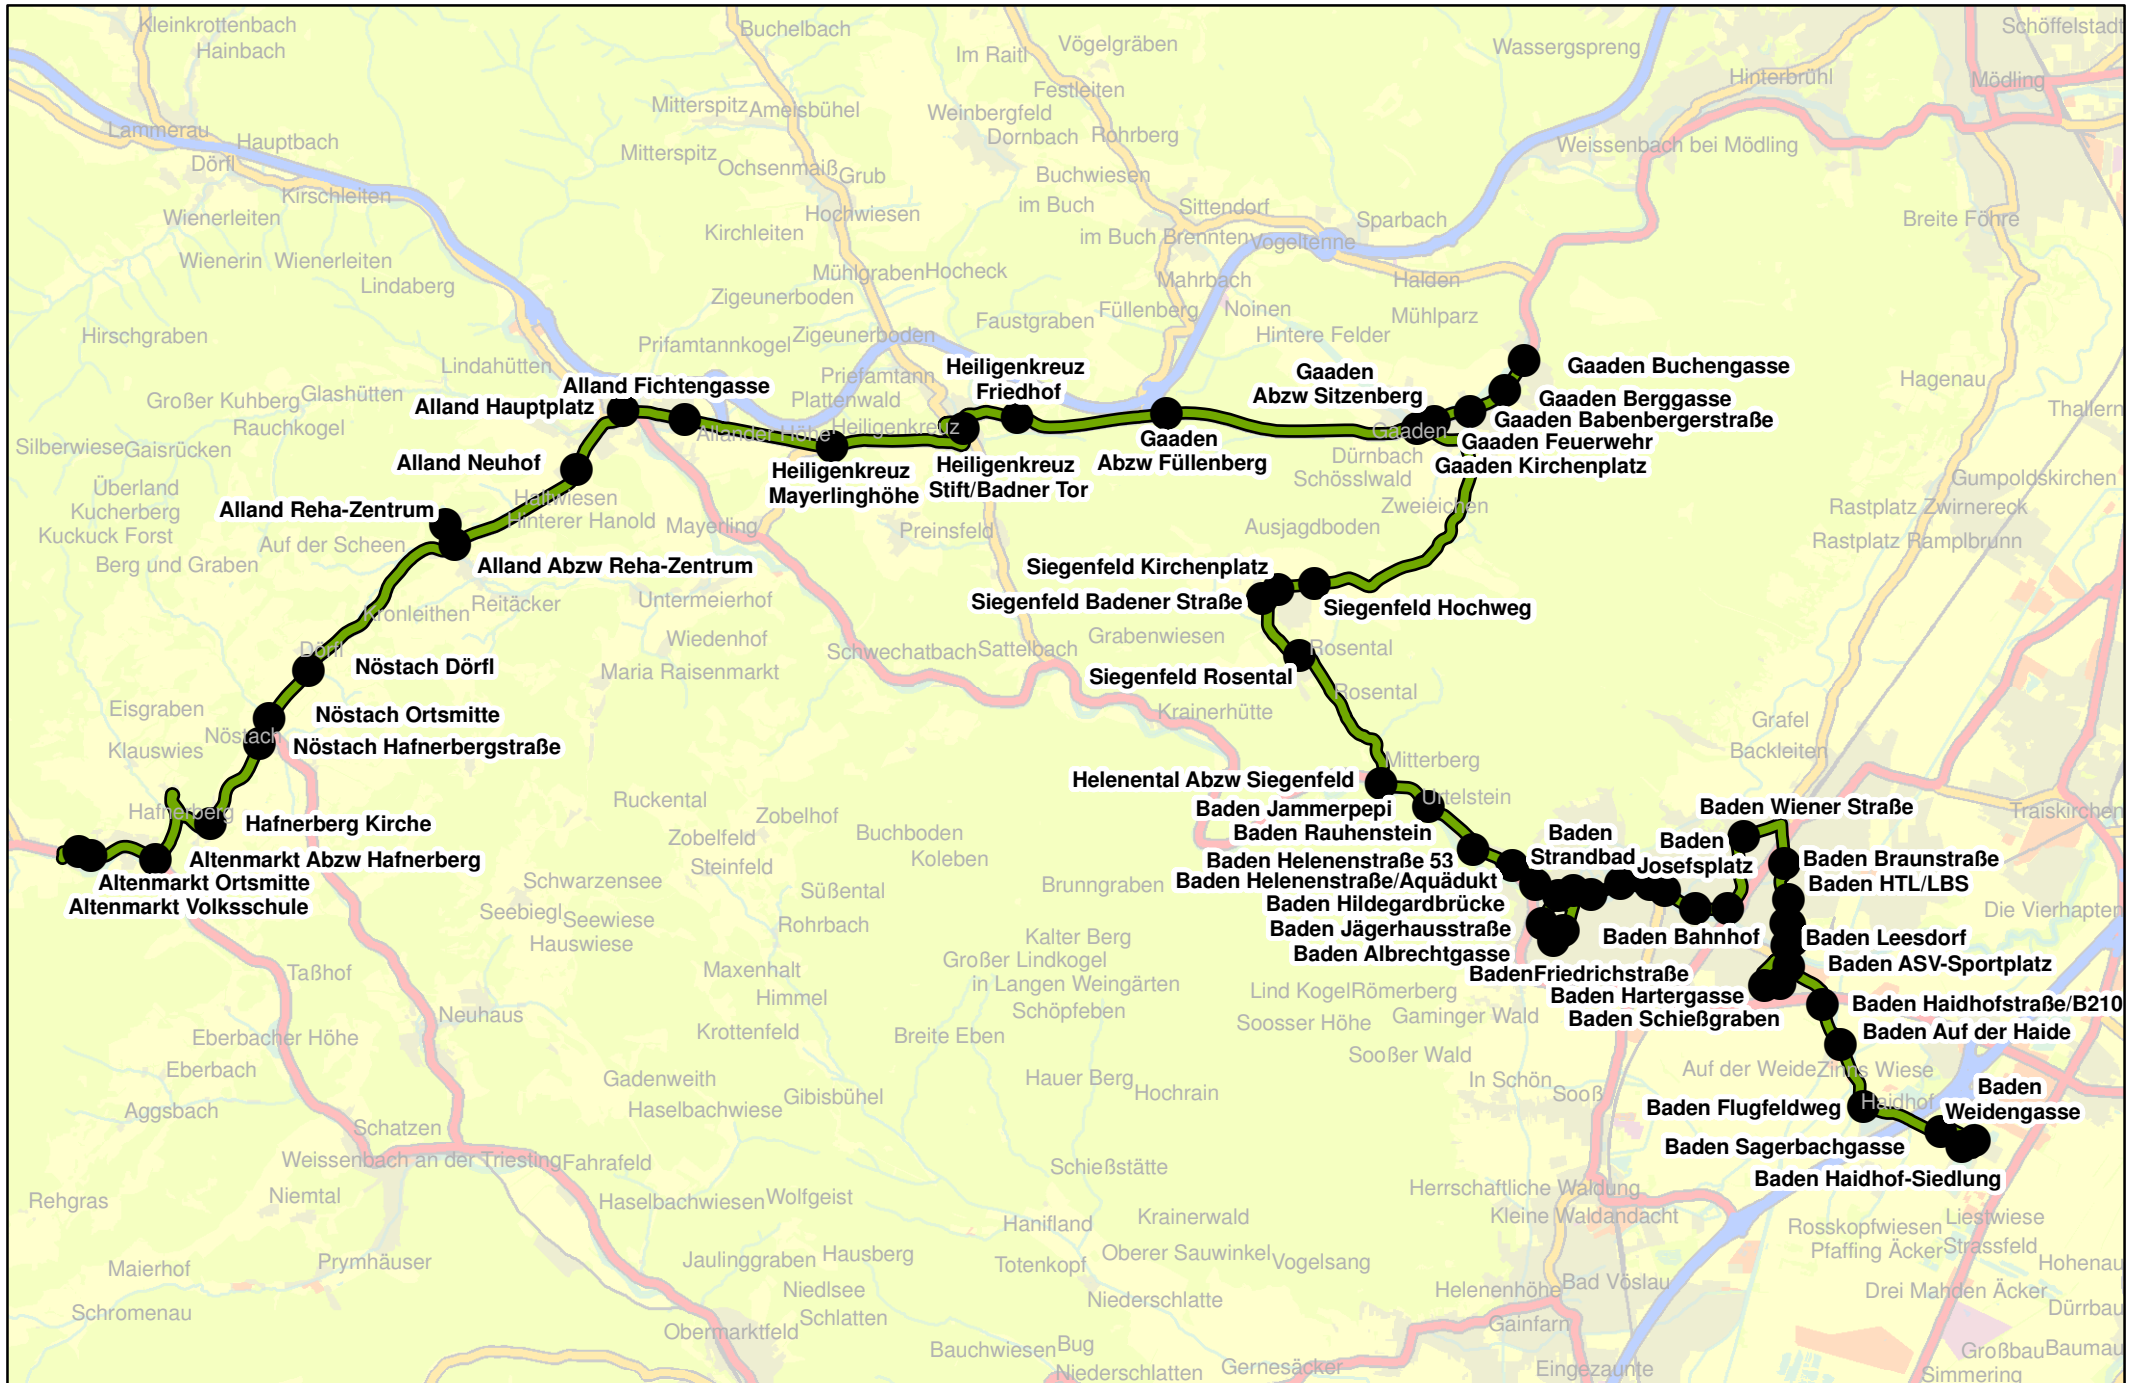 Kleinkrottenbach
Hainbach
Buchelbach
Im Raitl
Vögelgräben
Wassergspreng
Schöffelstadt
Hinterbrühl
Mödling
Festleiten
Mitterspitz
Ameisbühel
Weinbergfeld
Dornbach
Rohrberg
Lammerau
Hauptbach
Dörfl
Mitterspitz
Ochsenmaiß
Grub
Weissenbach bei Mödling
Buchwiesen
Kirschleiten
Wienerleiten
Hochwiesen
im Buch
Sittendorf
Sparbach
Breite Föhre
Kirchleiten
im Buch
Brennten
Vogeltenne
Wienerin
Wienerleiten
Lindaberg
Mühlgraben
Hocheck
Mahrbach
Halden
Zigeunerboden
Füllenberg
Noinen
Mühlparz
Faustgraben
Hintere Felder
Hirschgraben
Prifamtannkogel
Zigeunerboden
Lindahütten
Heiligenkreuz
Friedhof
Gaaden
Abzw Sitzenberg
Gaaden Buchengasse
Priefamtann
Plattenwald
Hagenau
Thallern
Alland Fichtengasse
Alland Hauptplatz
Glashütten
Großer Kuhberg
Rauchkogel
Gaaden Berggasse
Gaaden Babenbergerstraße
Gaaden Feuerwehr
Gaaden Kirchenplatz
Silberwiese
Gaisrücken
Allander Höhe
Heiligenkreuz
Gaaden
Gaaden
Abzw Füllenberg
Dürnbach
Schösslwald
Alland Neuhof
Heiligenkreuz
Mayerlinghöhe
Heiligenkreuz
Stift/Badner Tor
Gumpoldskirchen
Überland
Kucherberg
Kuckuck Forst
Haltwiesen
Hinterer Hanold
Mayerling
Preinsfeld
Zweieichen
Ausjagdboden
Rastplatz Zwirnereck
Rastplatz Ramplbrunn
Alland Reha-Zentrum
Auf der Scheen
Berg und Graben
Alland Abzw Reha-Zentrum
Siegenfeld Kirchenplatz
Siegenfeld Badener Straße
Siegenfeld Hochweg
Kronleithen
Reitäcker
Untermeierhof
Wiedenhof
Maria Raisenmarkt
Schwechatbach
Sattelbach
Grabenwiesen
Rosental
Dörfl
Nöstach Dörfl
Siegenfeld Rosental
Rosental
Krainerhütte
Eisgraben
Nöstach
Klauswies
Nöstach Ortsmitte
Nöstach Hafnerbergstraße
Grafel
Backleiten
Mitterberg
Helenental Abzw Siegenfeld
Urtelstein
Baden Jammerpepi
Baden Rauhenstein
Baden Helenenstraße 53
Baden Helenenstraße/Aquädukt
Baden Hildegardbrücke
Baden Jägerhausstraße
Baden Albrechtgasse
Baden
Strandbad
Baden
Josefsplatz
Baden Wiener Straße
Traiskirchen
Baden Braunstraße
Baden HTL/LBS
Hafnerberg
Hafnerberg Kirche
Altenmarkt Abzw Hafnerberg
Altenmarkt Ortsmitte
Altenmarkt Volksschule
Ruckental
Zobelhof
Zobelfeld
Steinfeld
Buchboden
Koleben
Schwarzensee
Süßental
Brunngraben
Seebiegl
Seewiese
Hauswiese
Rohrbach
Die Vierhapten
Baden Bahnhof
Baden Leesdorf
Baden ASV-Sportplatz
BadenFriedrichstraße
Baden Hartergasse
Baden Schießgraben
Kalter Berg
Großer Lindkogel
in Langen Weingärten
Schöpfeben
Taßhof
Maxenhalt
Himmel
Lind Kogel
Römerberg
Gaminger Wald
Soosser Höhe
Baden Haidhofstraße/B210
Baden Auf der Haide
Neuhaus
Krottenfeld
Breite Eben
Eberbacher Höhe
Eberbach
Aggsbach
Sooßer Wald
In Schön
Sooß
Auf der Weide
Zinns Wiese
Haidhof
Gadenweith
Haselbachwiese
Gibisbühel
Hauer Berg
Hochrain
Baden Flugfeldweg
Baden
Weidengasse
Baden Sagerbachgasse
Baden Haidhof-Siedlung
Schatzen
Weissenbach an der Triesting
Fahrafeld
Schießstätte
Rehgras
Niemtal
Haselbachwiesen
Wolfgeist
Hanifland
Krainerwald
Herrschaftliche Waldung
Kleine Waldandacht
Rosskopfwiesen
Liestwiese
Pfaffing Äcker
Strassfeld
Hohenau
Maierhof
Prymhäuser
Jaulinggraben
Hausberg
Totenkopf
Oberer Sauwinkel
Vogelsang
Niedlsee
Schlatten
Niederschlatte
Helenenhöhe
Bad Vöslau
Drei Mahden Äcker
Dürrbau
Schromenau
Obermarktfeld
Gainfarn
Bauchwiesen
Bug
Niederschlatten
Gernesäcker
Eingezaunte
Großbau
Baumau
Simmering